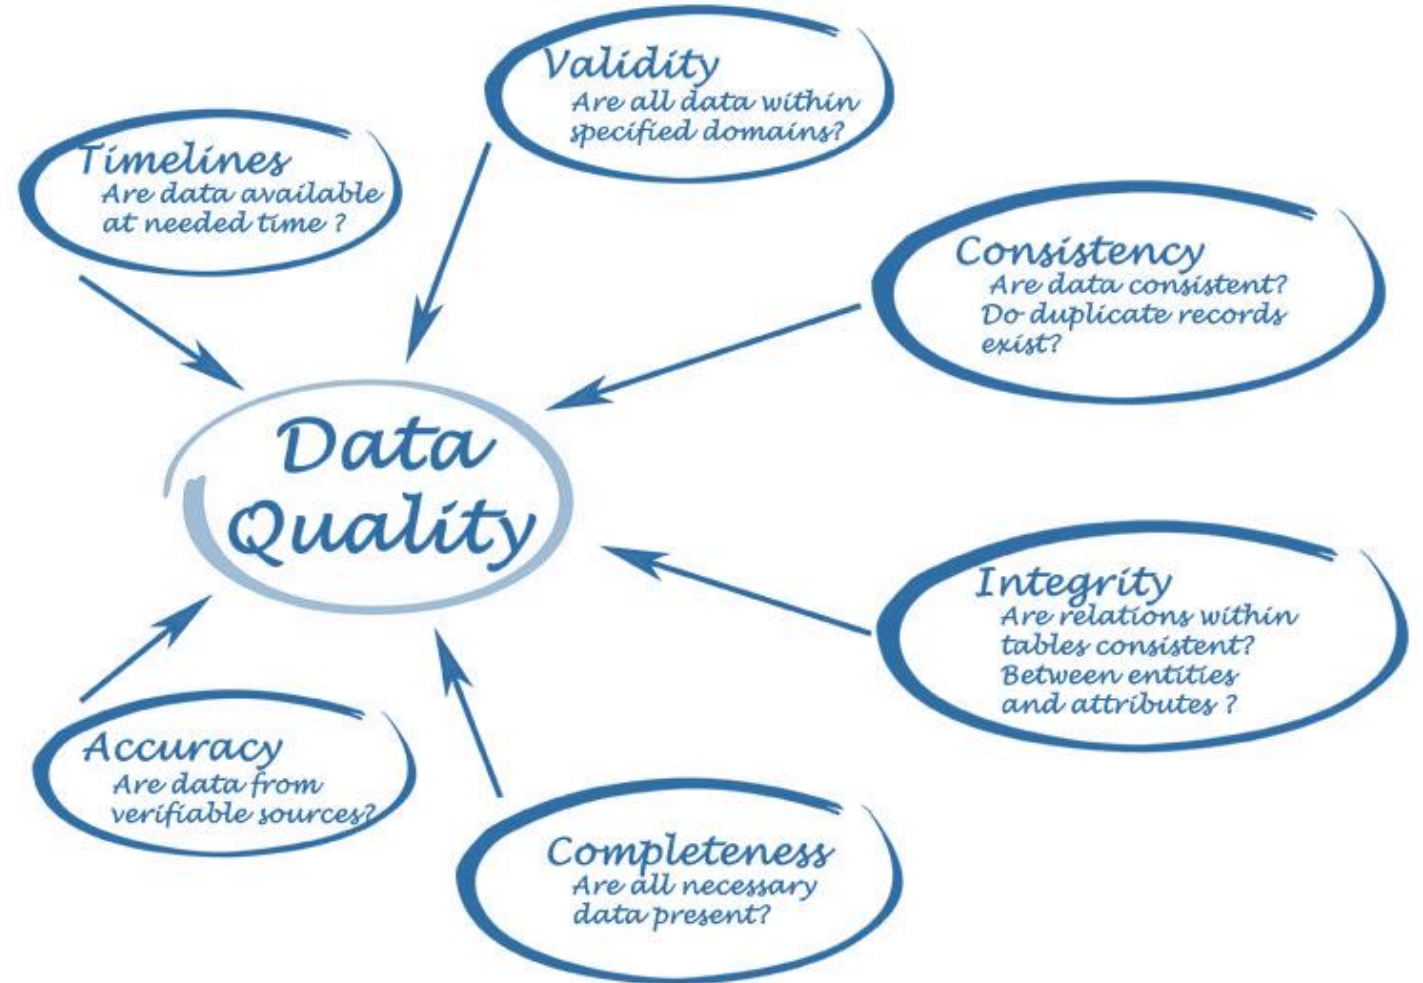 Validity
Are all data within
specified domains?
Timelines
Are data available
at needed time ?
Consistency
Are data consistent?
Do duplicate records
exist?
Data
Quality
Integrity
Are relations within
tables consistent?
Between entities
and attributes ?
Accuracy
Are data from
verifiable sources?
Completeness
Are all necessary
data present?